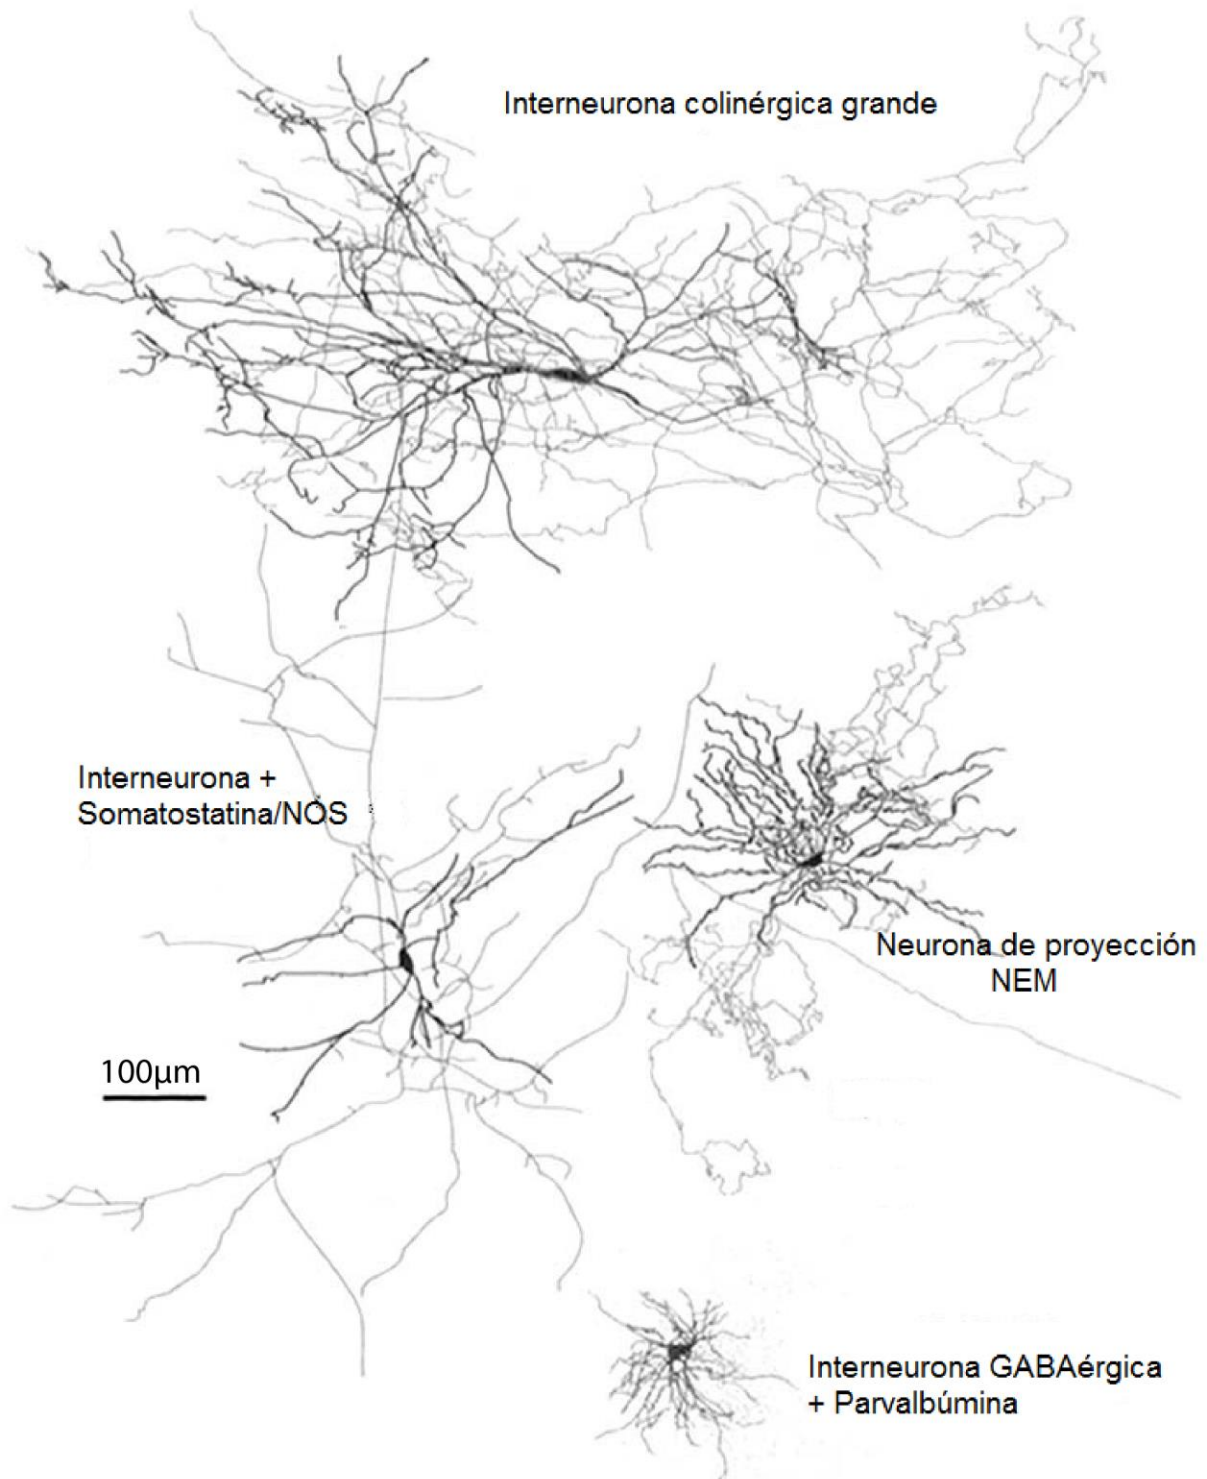 Interneurona colinérgica grande
Interneurona +
Somatostatina/NOS
Neurona de proyección
NEM
100µm
Interneurona GABAérgica
+ Parvalbúmina